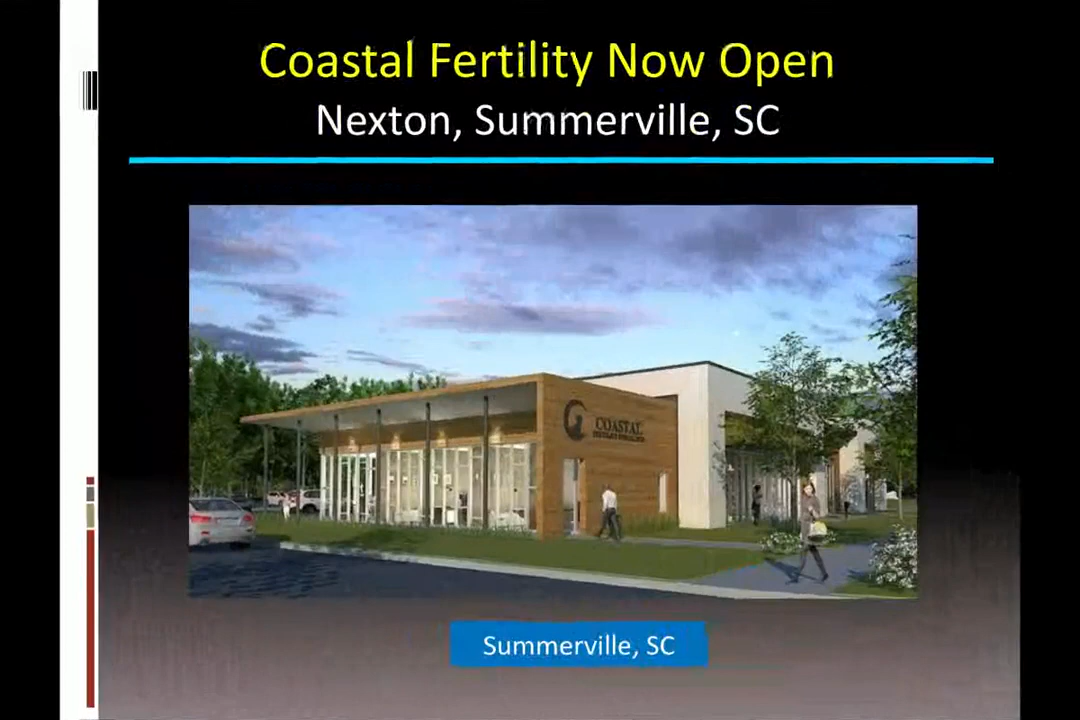 Coastal Fertility Now Open
Nexton, Summerville, SC
COASTAL
Summerville, SC